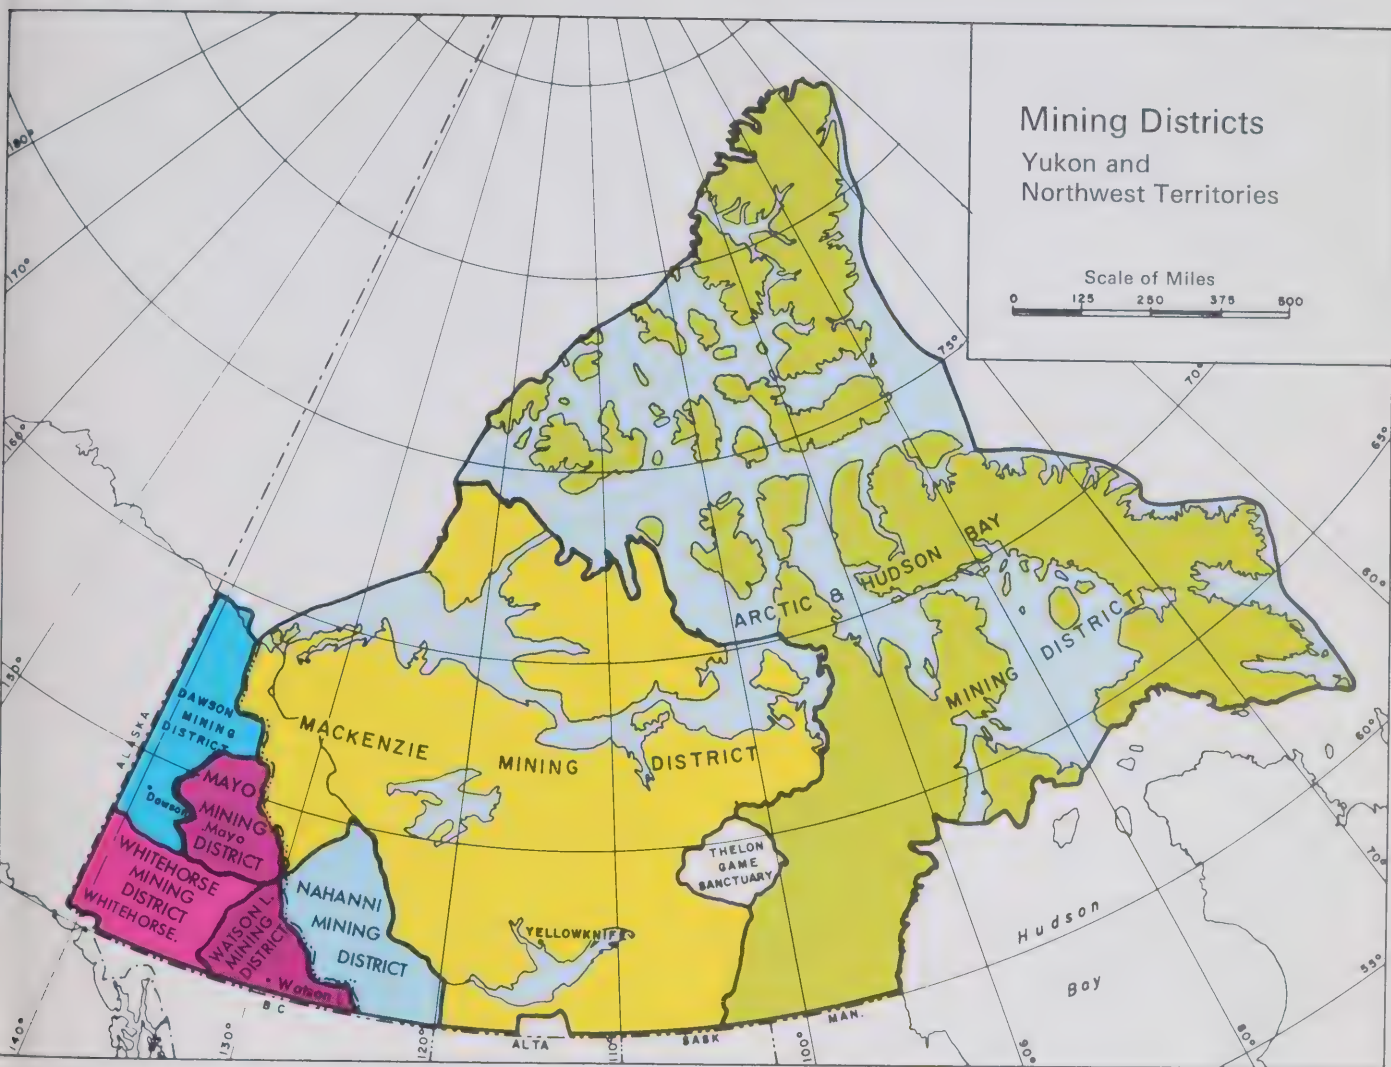 Mining Districts
Yukon and
Northwest Territories
Scale of Miles
0 125 250 375 500
180°
170°
160°
150°
140°
130°
120°
110°
100°
90°
80°
75°
70°
65°
60°
60°
70°
55°
ARCTIC & HUDSON BAY
MINING DISTRICT
ALASKA
DAWSON
MINING
DISTRICT
Dawson
MAYO
MINING
Mayo
DISTRICT
WHITEHORSE
MINING
DISTRICT
WHITEHORSE.
WATSON L.
MINING
DISTRICT
Watson
NAHANNI
MINING
DISTRICT
MACKENZIE MINING DISTRICT
THELON
GAME
SANCTUARY
YELLOWKNIFE
B C
ALTA
SASK
MAN.
Hudson
Bay